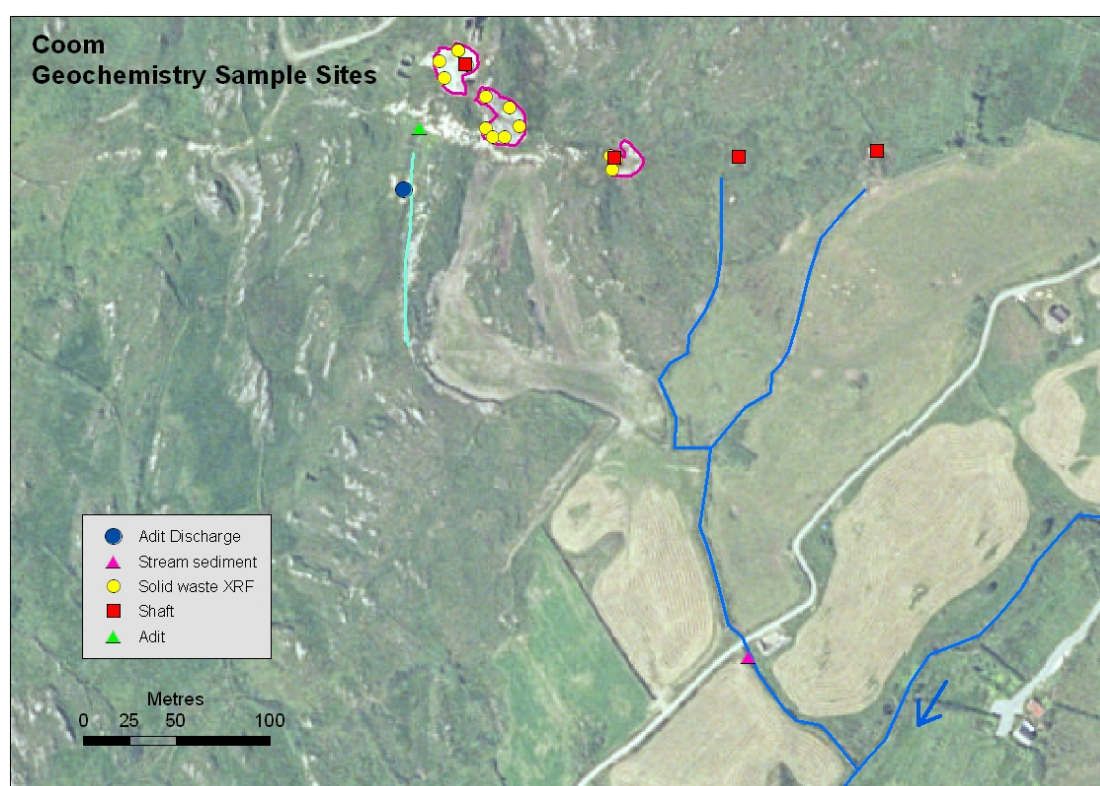 Coom
Geochemistry Sample Sites
Adit Discharge
Stream sediment
Solid waste XRF
Shaft
Adit
Metres
0 25 50 100